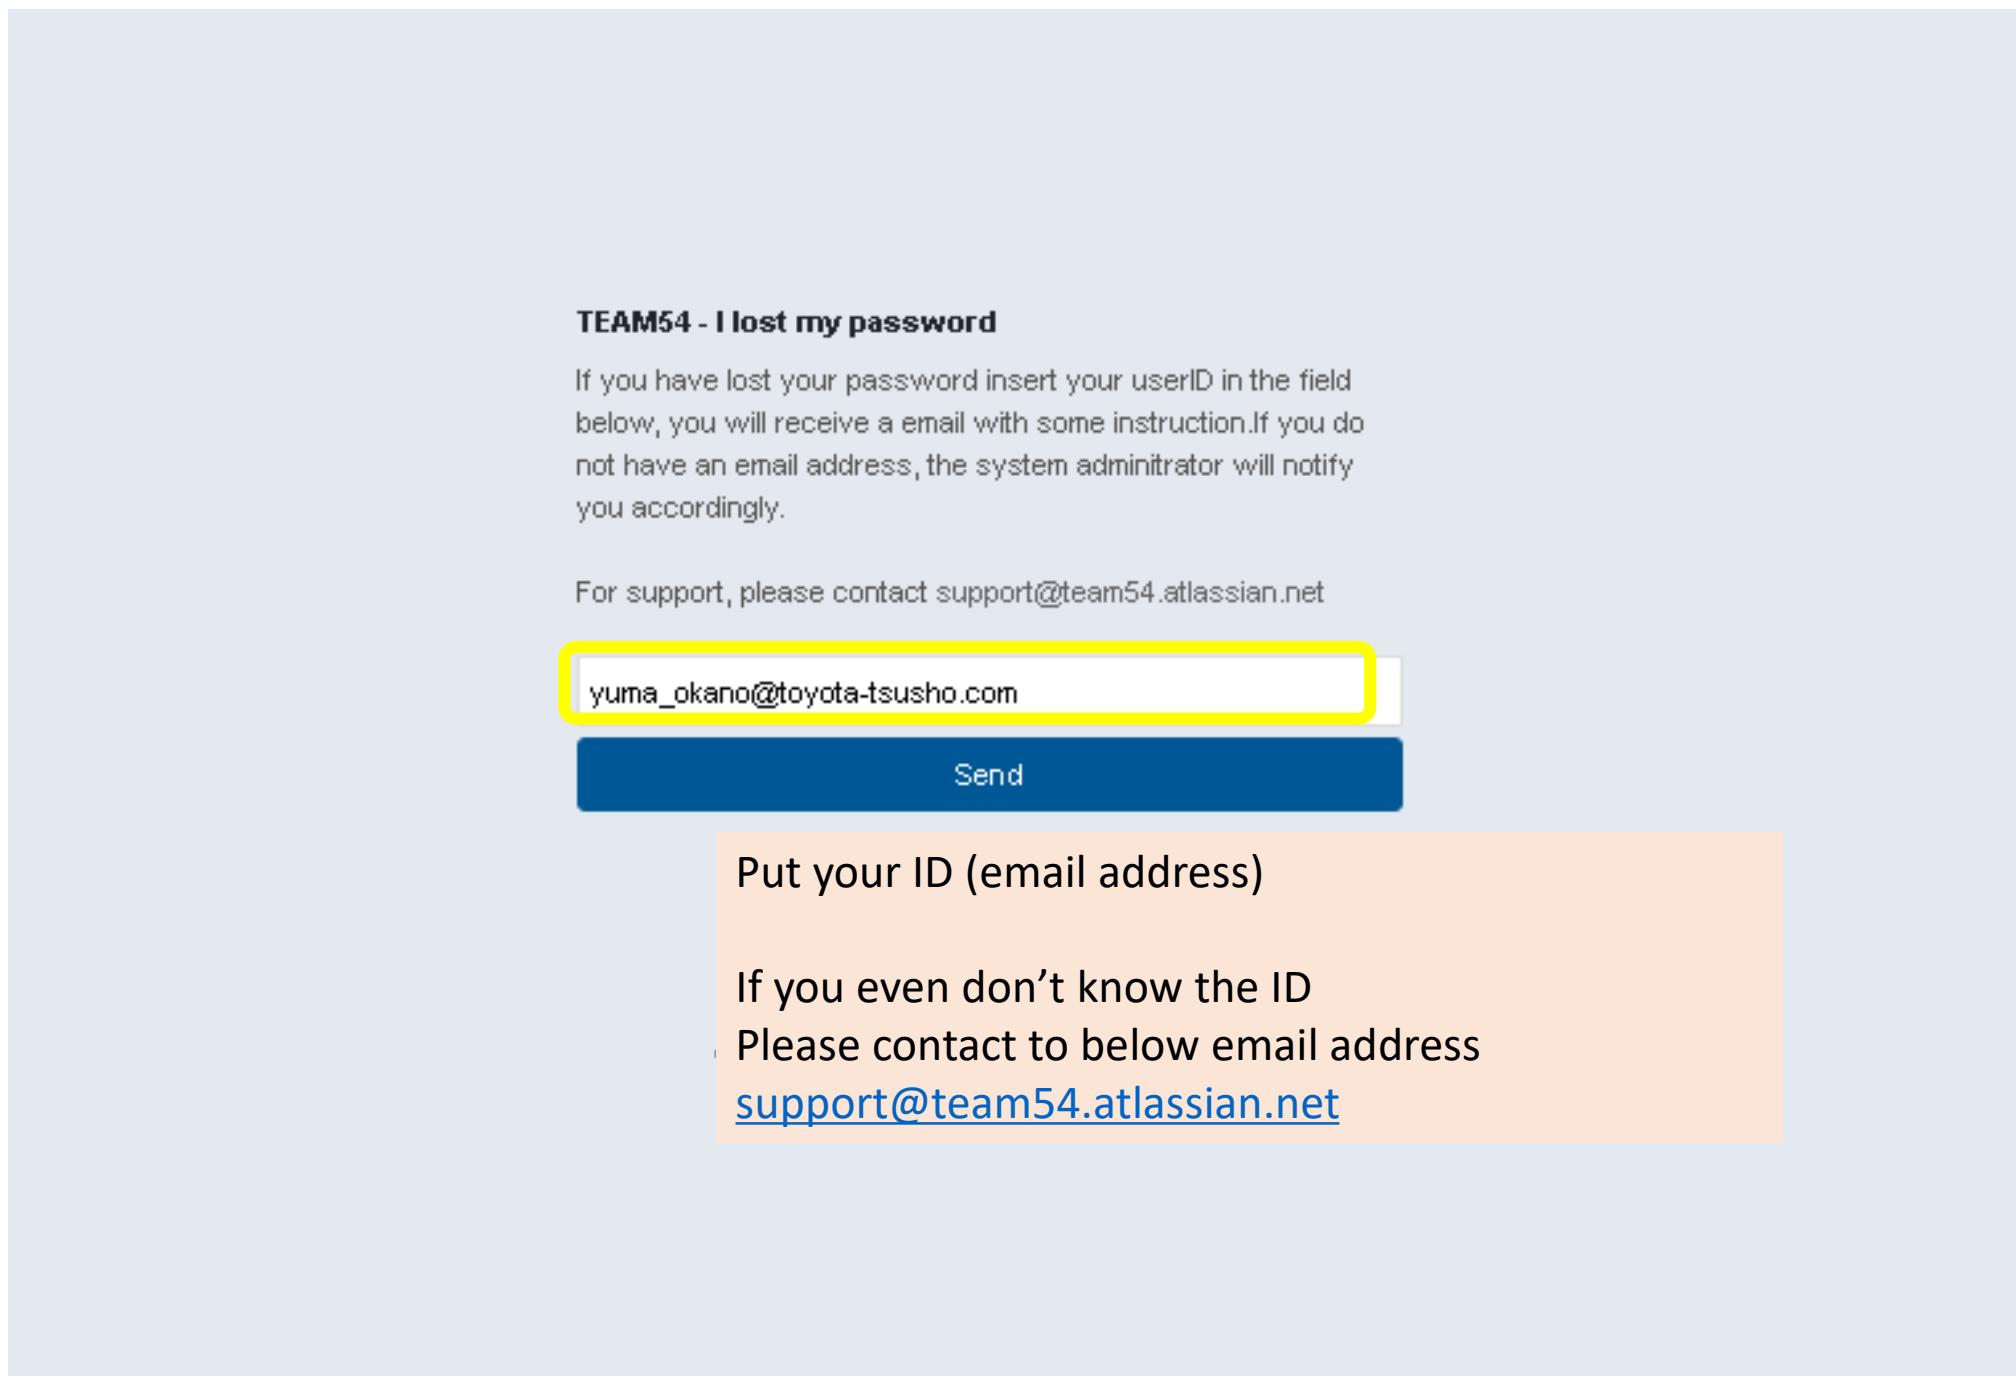 TEAM54 - I lost my password
If you have lost your password insert your userID in the field
below, you will receive a email with some instruction.If you do
not have an email address, the system adminitrator will notify
you accordingly.
For support, please contact support@team54.atlassian.net
yuma_okano@toyota-tsusho.com
Send
Put your ID (email address)
If you even don’t know the ID
Please contact to below email address
support@team54.atlassian.net